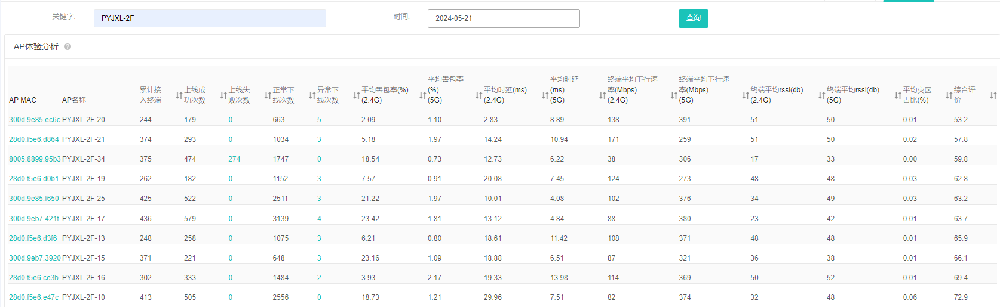 关键字: PYJXL-2F 时间: 2024-05-21 查询
AP体验分析 ?
AP MAC AP名称 累计接入终端 上线成功次数 上线失败次数 正常下线次数 异常下线次数 平均丢包率(%)(2.4G) 平均丢包率(%)(5G) 平均时延(ms)(2.4G) 平均时延(ms)(5G) 终端平均下行速率(Mbps)(2.4G) 终端平均下行速率(Mbps)(5G) 终端平均rssi(db)(2.4G) 终端平均rssi(db)(5G) 平均灾区占比(%) 综合评价
300d.9e85.ec6c PYJXL-2F-20 244 179 0 663 5 2.09 1.10 2.83 8.89 138 391 51 50 0.01 53.2
28d0.f5e6.d864 PYJXL-2F-21 374 293 0 1034 3 5.18 1.97 14.24 10.94 171 259 51 50 0.02 57.8
8005.8899.95b3 PYJXL-2F-34 375 474 274 1747 0 18.54 0.73 12.73 6.22 38 306 17 33 0.00 59.8
28d0.f5e6.d0b1 PYJXL-2F-19 262 182 0 1152 3 7.57 0.91 20.08 7.45 124 273 48 48 0.03 62.8
300d.9e85.f650 PYJXL-2F-25 425 522 0 2511 3 21.22 1.97 10.01 4.08 102 376 34 49 0.03 63.2
300d.9eb7.421f PYJXL-2F-17 436 579 0 3139 4 23.42 1.81 13.12 4.84 88 380 23 42 0.01 63.7
28d0.f5e6.d3f6 PYJXL-2F-13 248 258 0 1075 3 6.21 0.80 18.61 11.42 108 371 48 48 0.01 65.9
300d.9eb7.3920 PYJXL-2F-15 371 221 0 648 3 23.16 1.09 18.88 6.51 87 321 36 38 0.01 66.1
28d0.f5e6.ce3b PYJXL-2F-16 302 333 0 1484 2 3.93 2.17 19.33 13.98 114 369 50 52 0.01 69.4
28d0.f5e6.e47c PYJXL-2F-10 413 505 0 2556 0 18.73 1.21 29.96 7.51 82 374 32 48 0.06 72.9